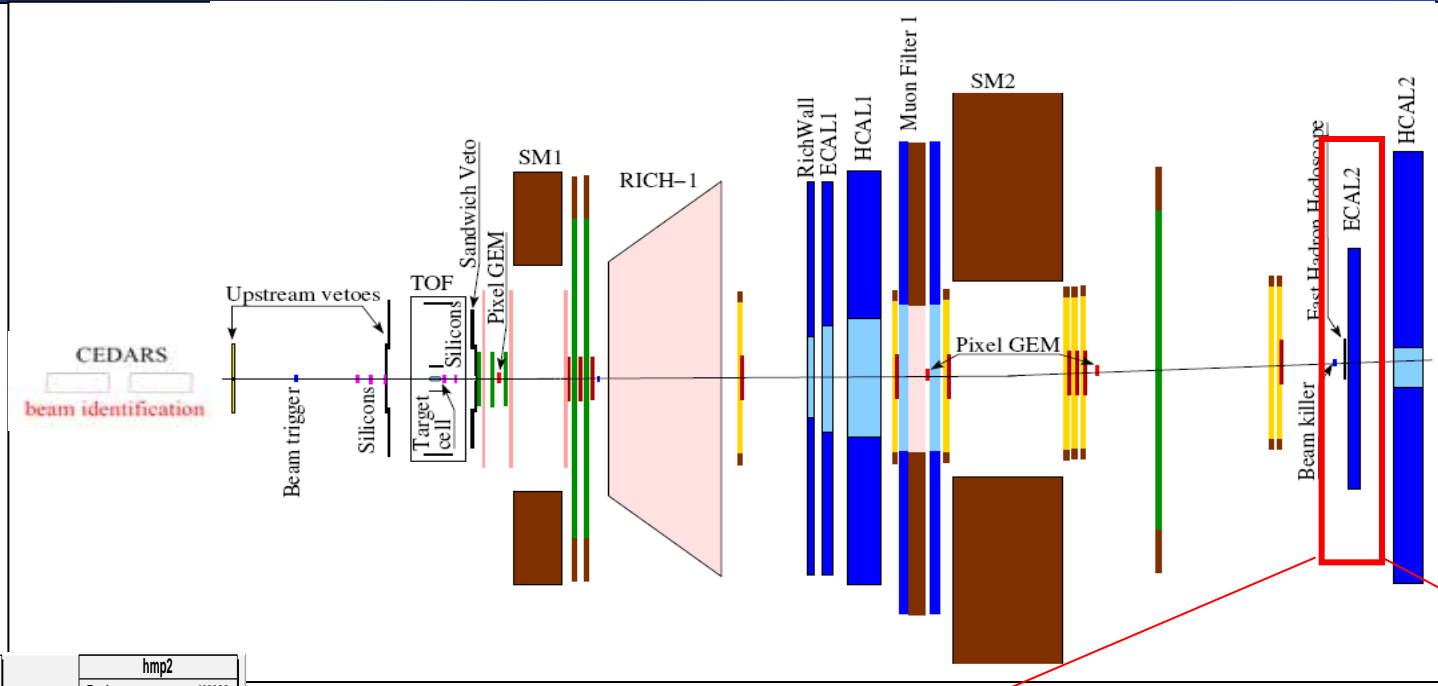 CEDARS
beam identification
Upstream vetoes
Beam trigger
Silicons
TOF
Target
cell
Silicons
Sandwich Veto
Pixel GEM
SM1
RICH−1
RichWall
ECAL1
HCAL1
Muon Filter 1
SM2
Pixel GEM
Beam killer
Fast Hadron Hodoscope
ECAL2
HCAL2
hmp2